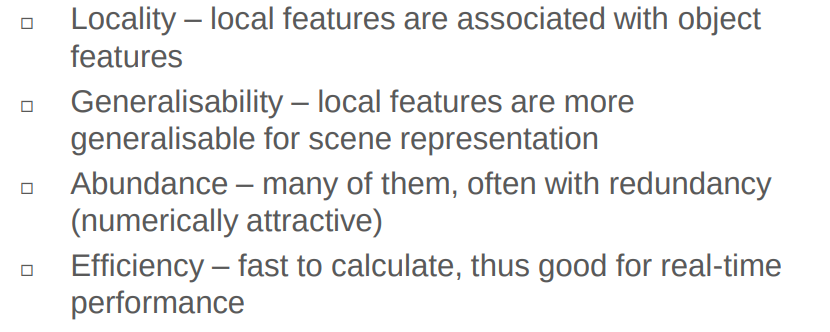 Locality – local features are associated with object
features
Generalisability – local features are more
generalisable for scene representation
Abundance – many of them, often with redundancy
(numerically attractive)
Efficiency – fast to calculate, thus good for real-time
performance